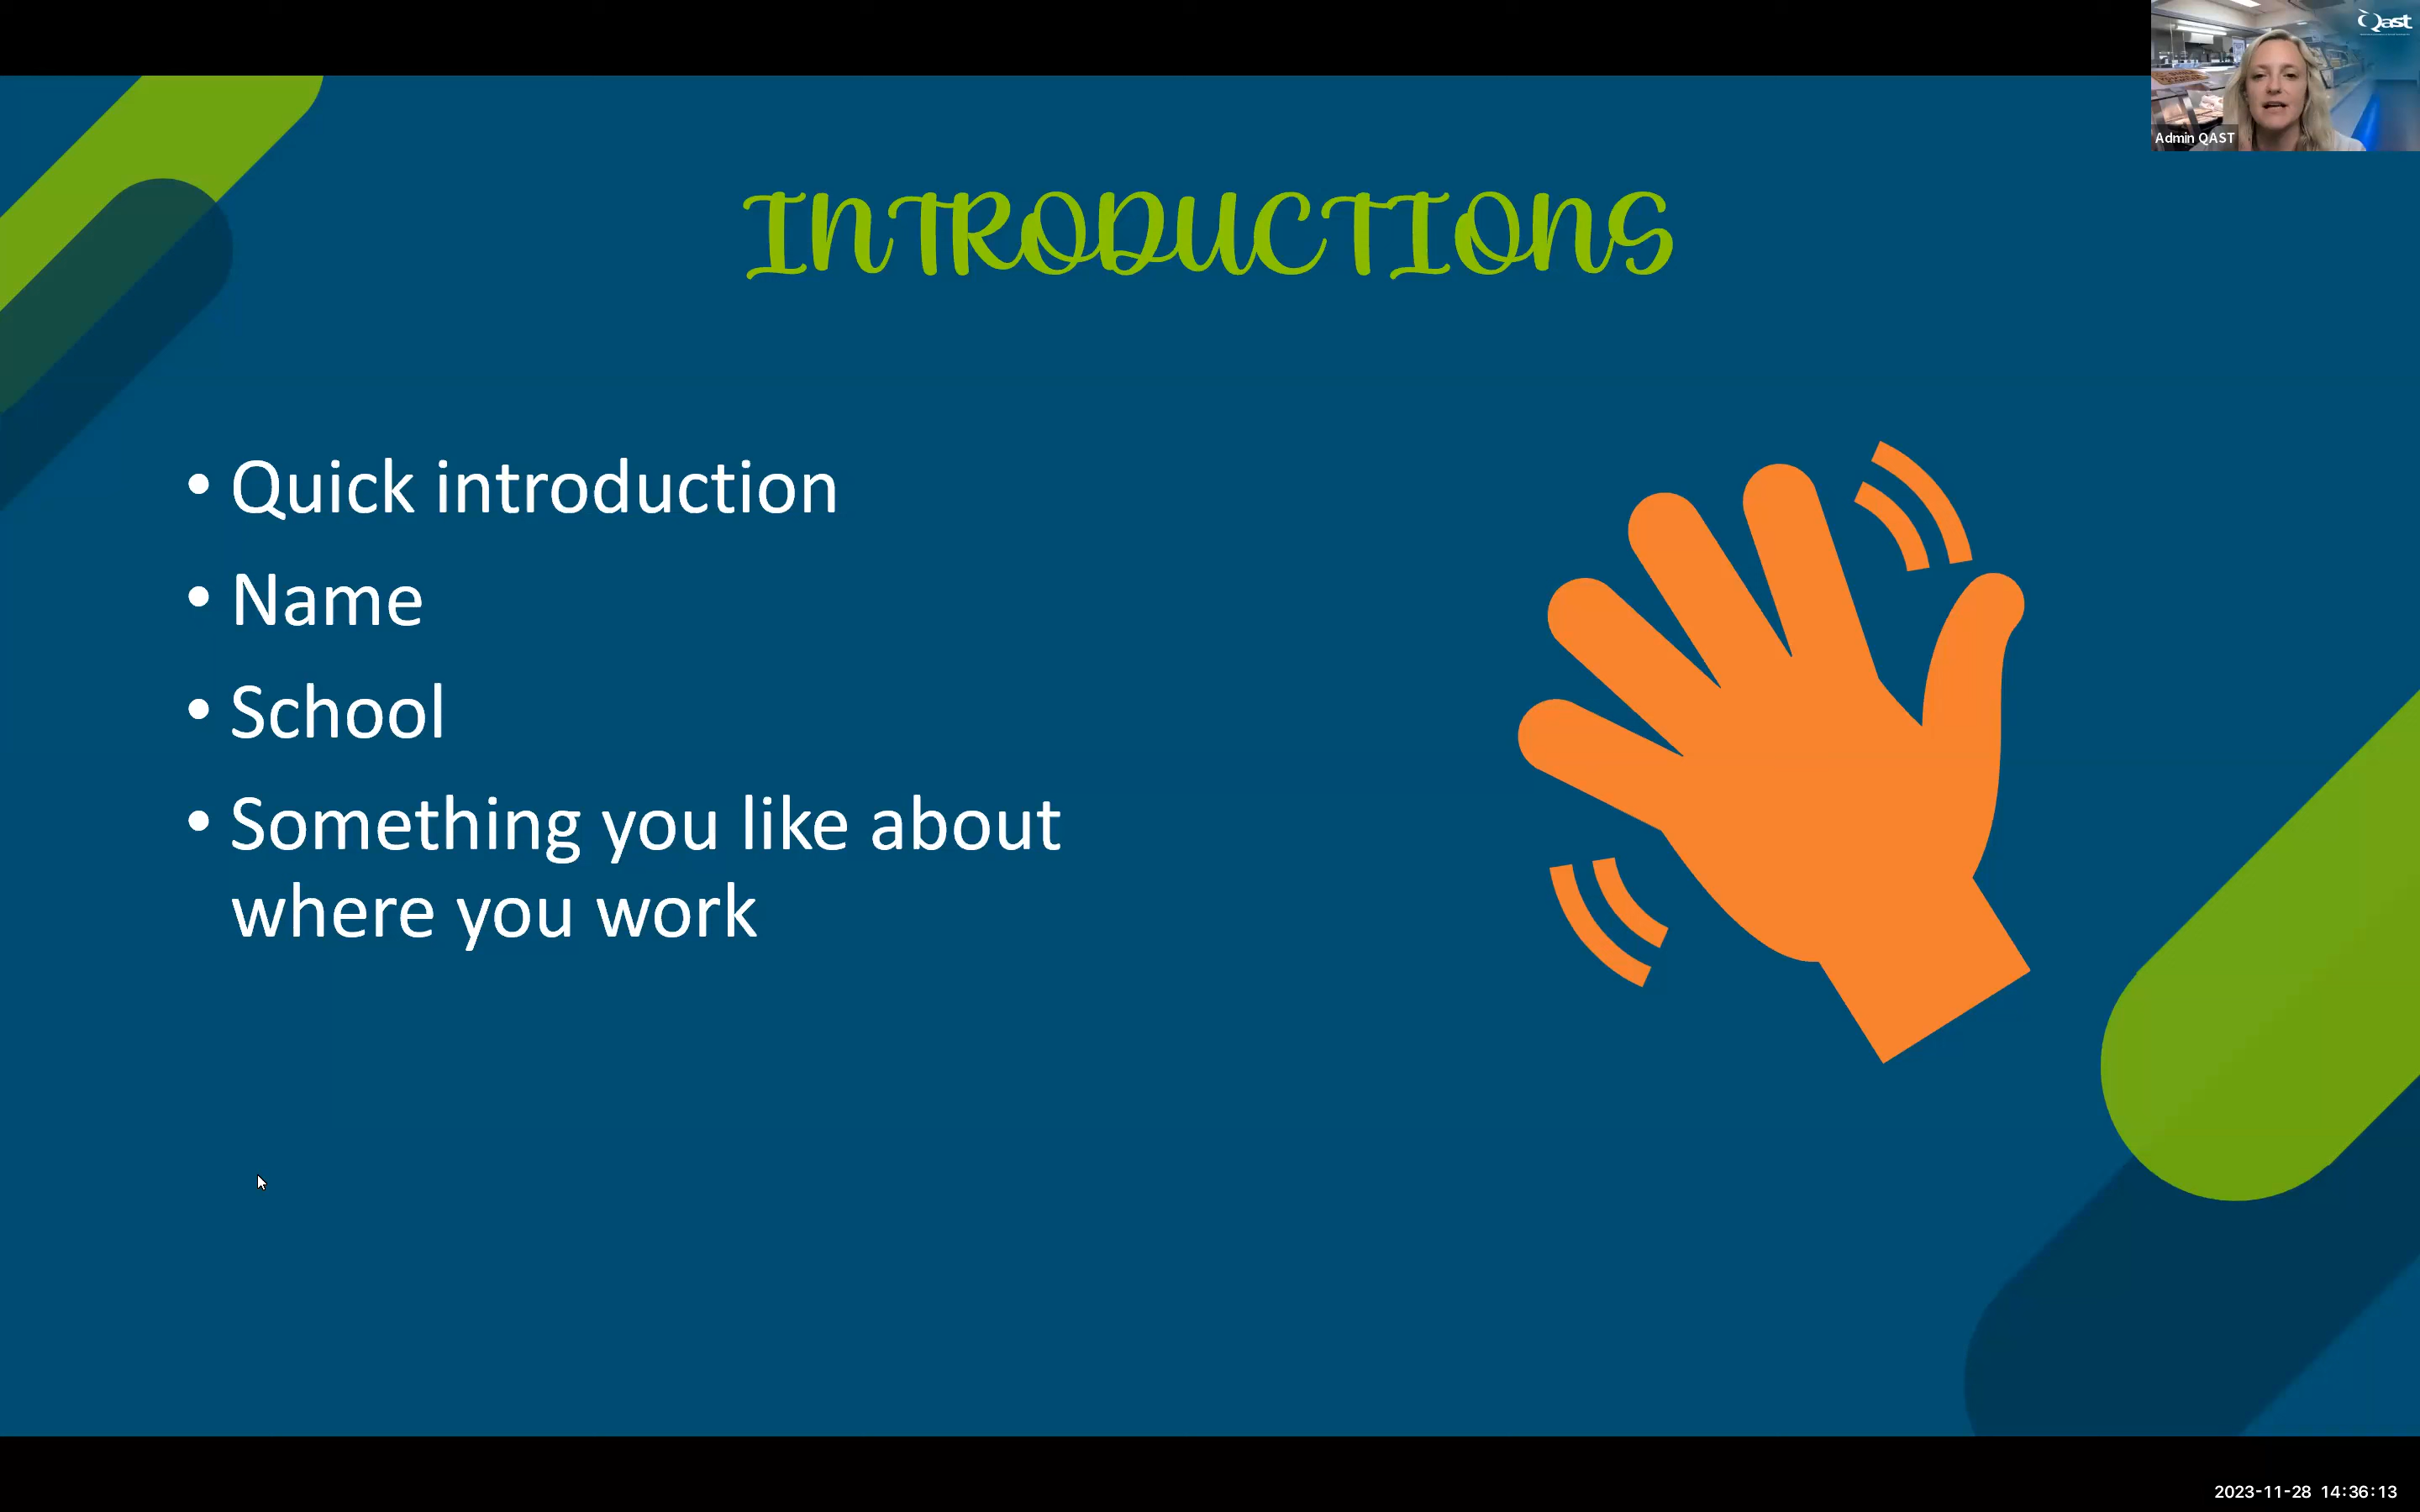 Qast
Admin QAST
INTRODUCTIONS
• Quick introduction
• Name
• School
• Something you like about
where you work
2023-11-28 14:36:13